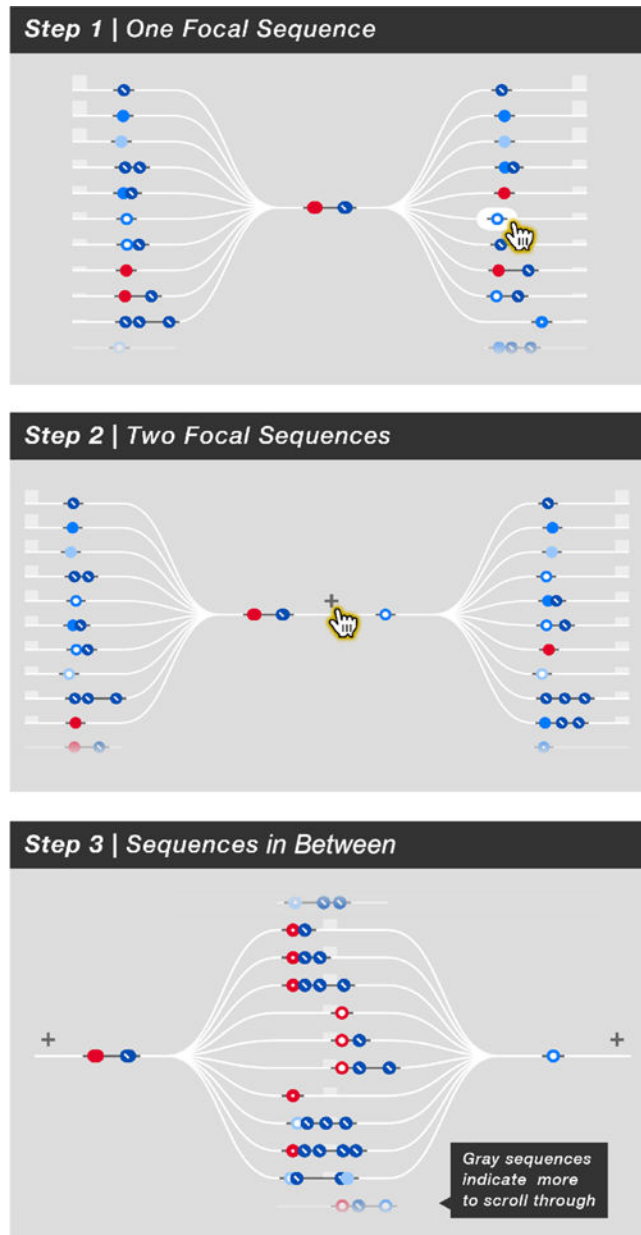 Step 1 | One Focal Sequence
Step 2 | Two Focal Sequences
+
Step 3 | Sequences in Between
+
+
Gray sequences
indicate more
to scroll through